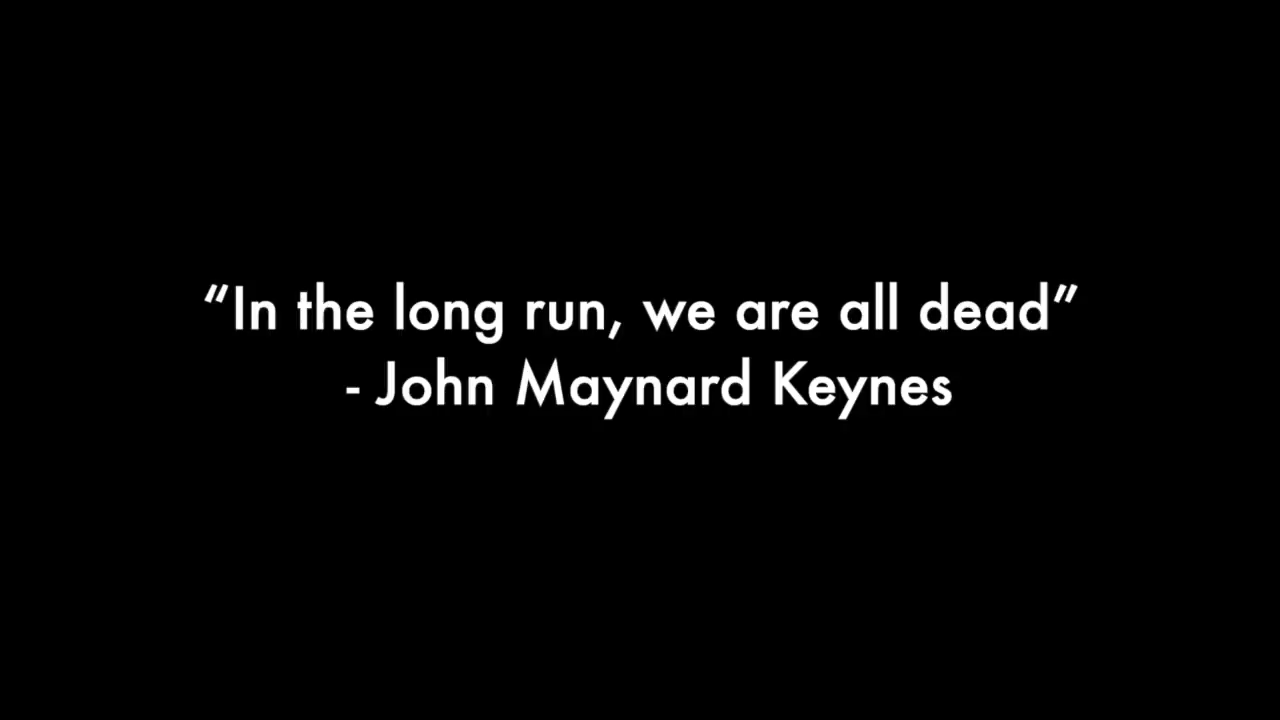 “In the long run, we are all dead”
- John Maynard Keynes